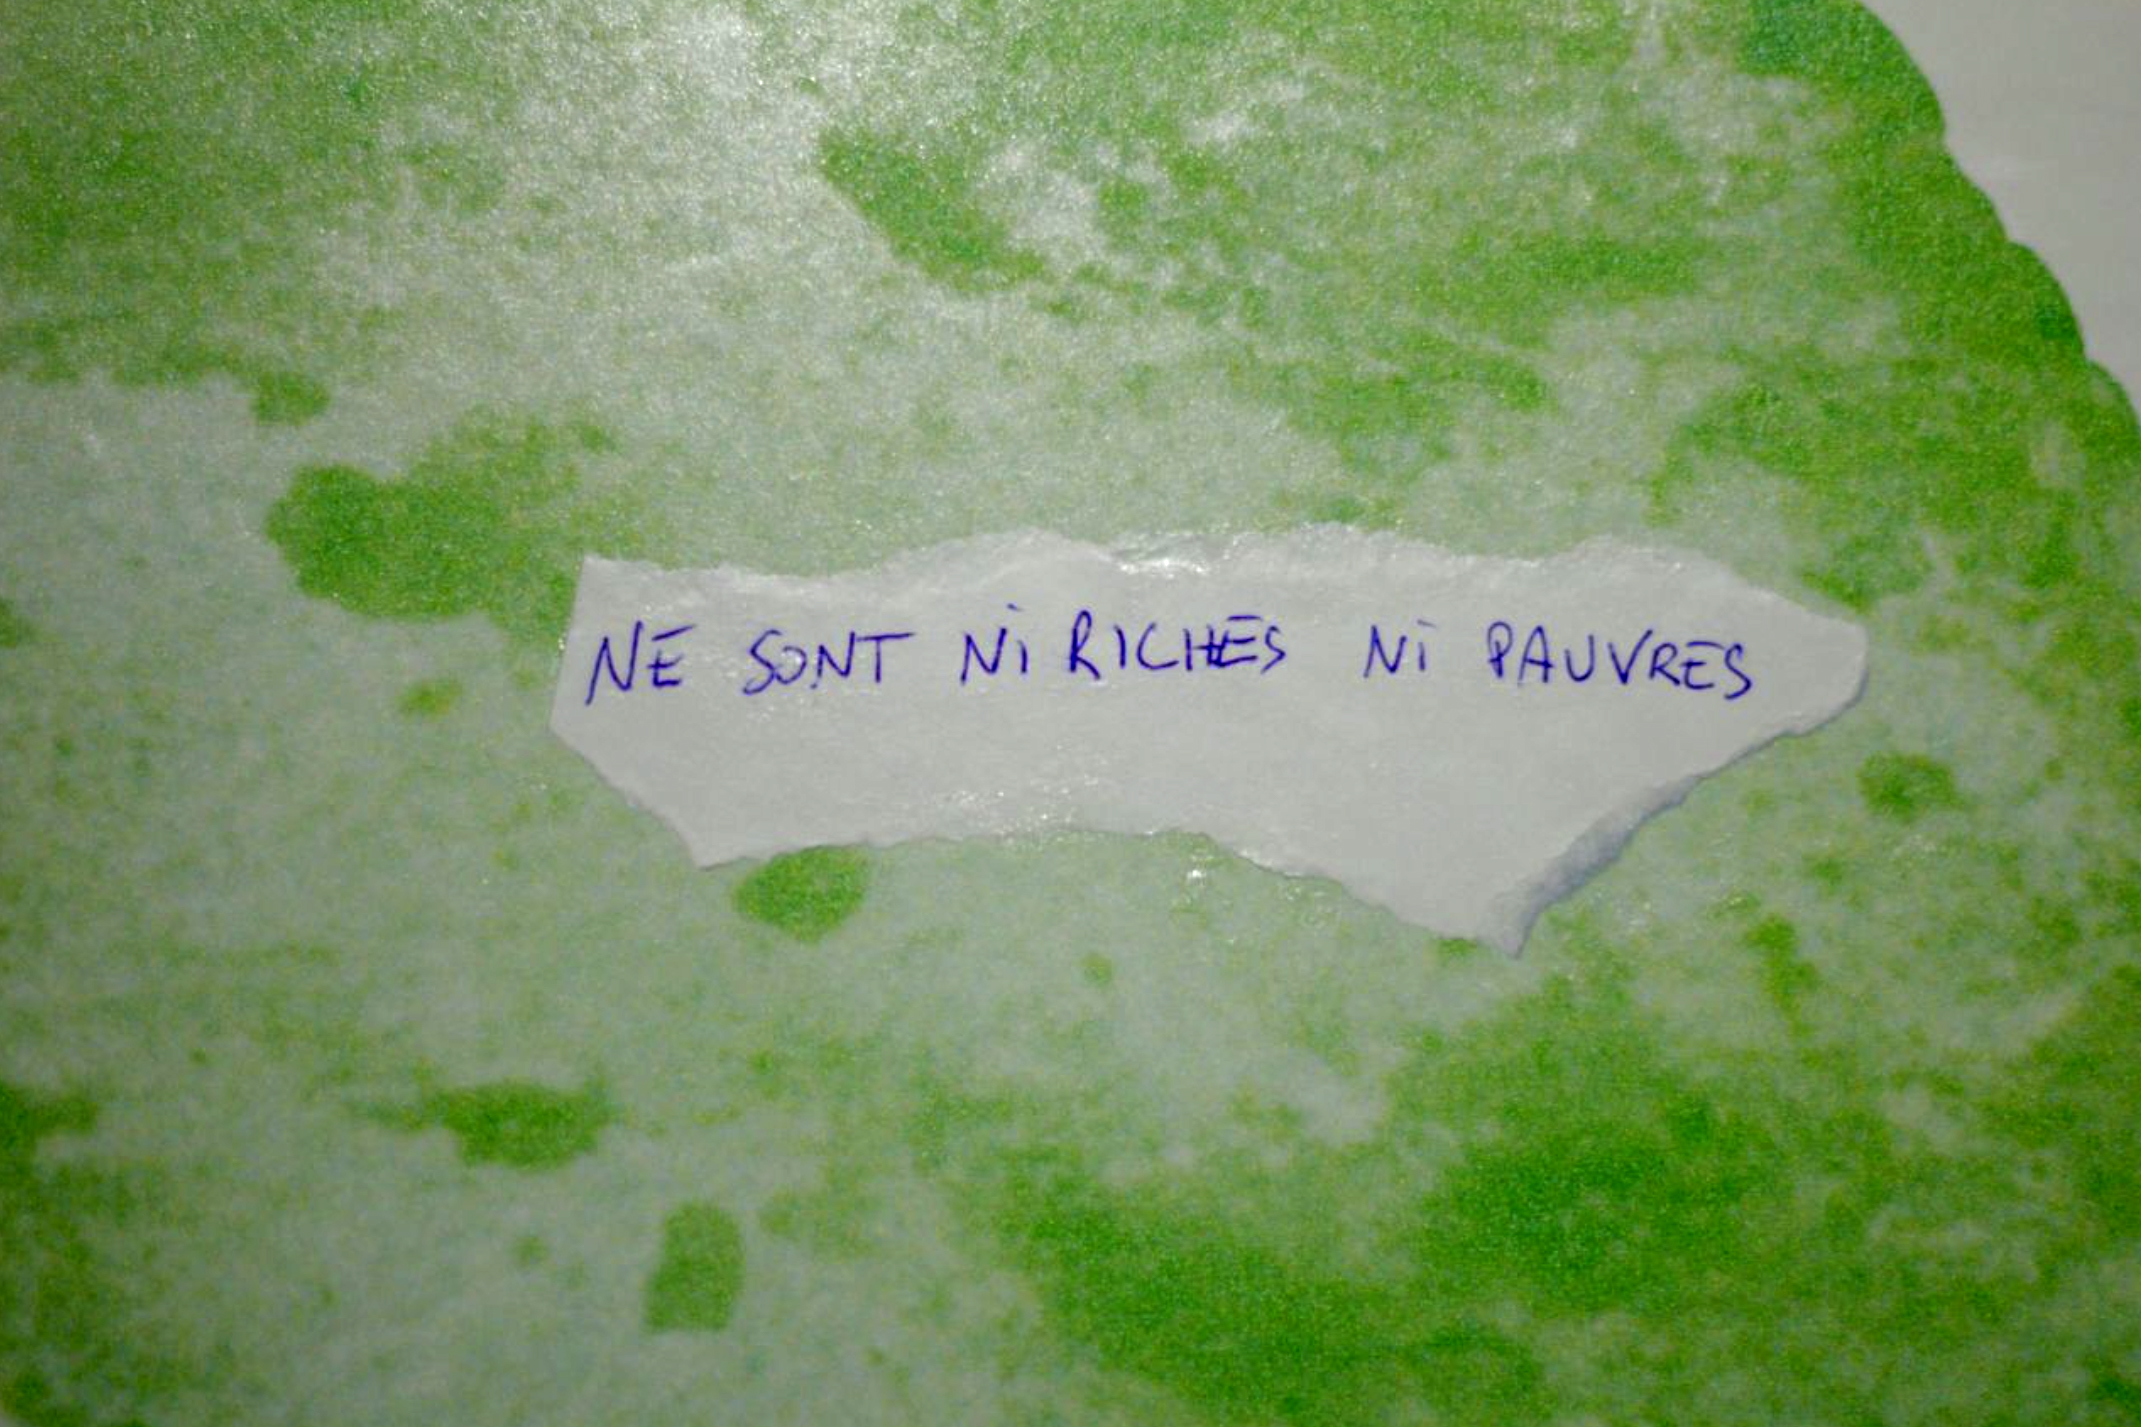 NE SONT Ni RICHES Ni PAUVRES